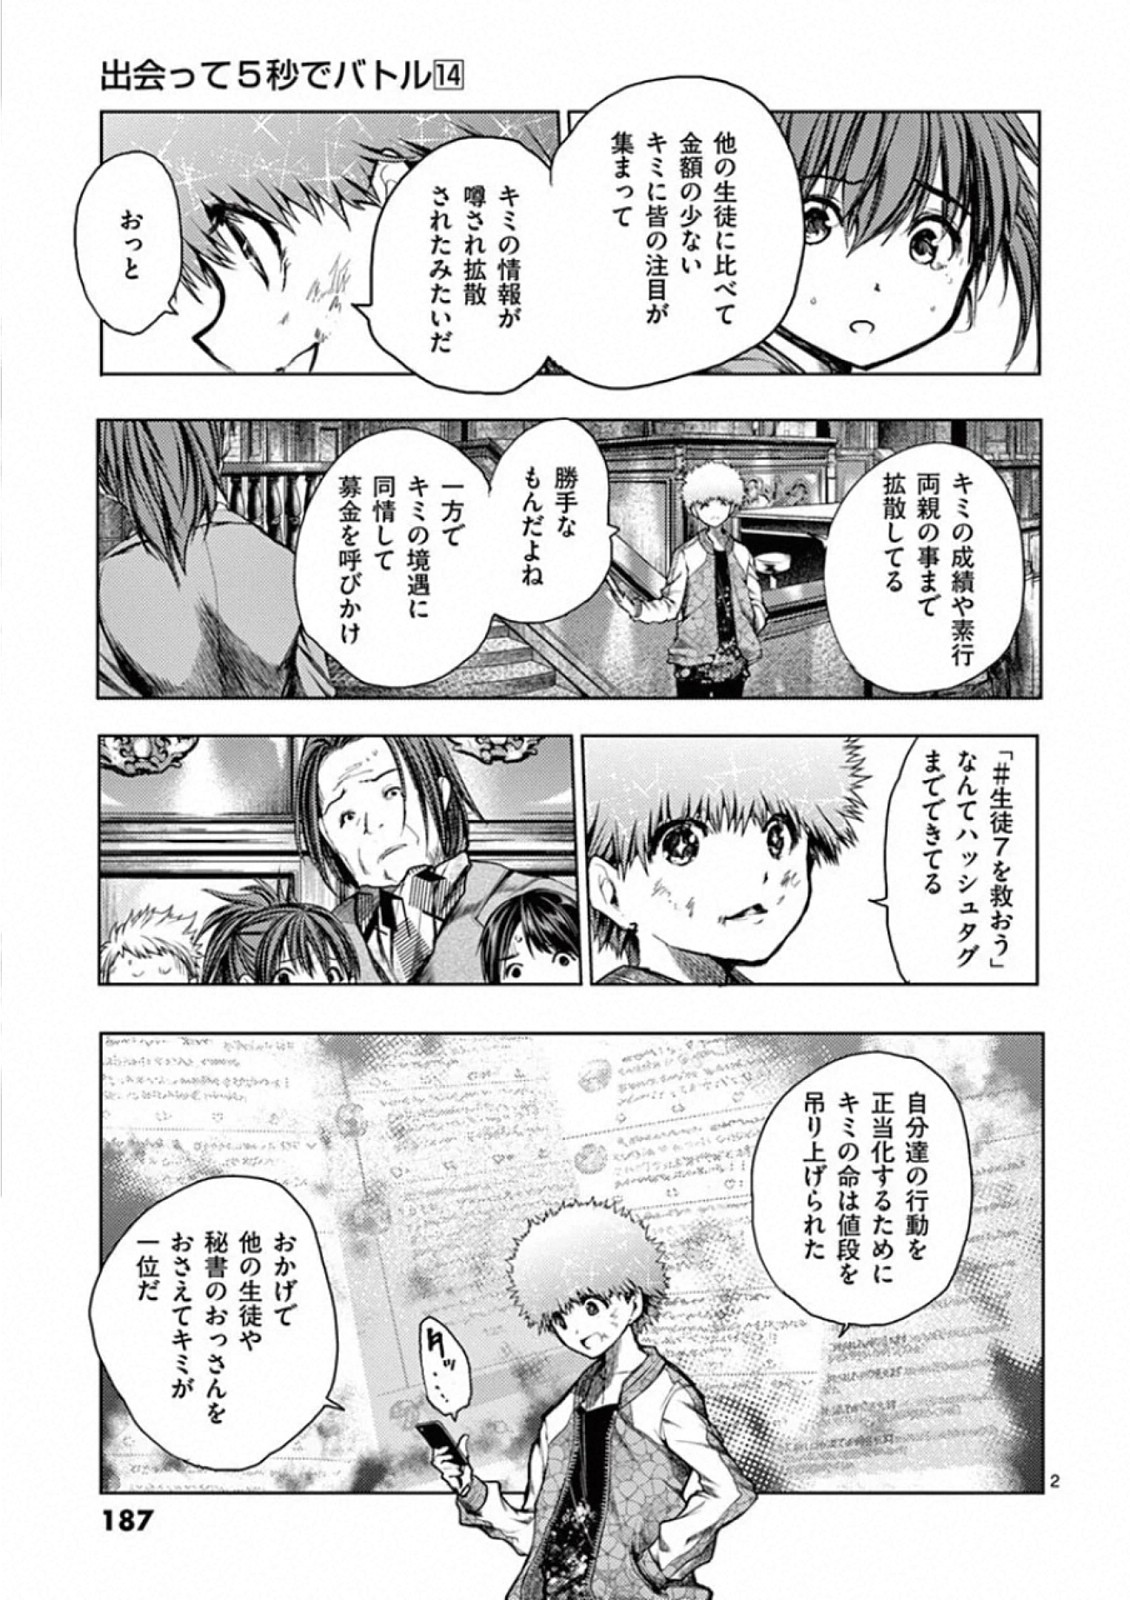 出会って5秒でバトル14
他の生徒に比べて
金額の少ない
キミに皆の注目が
集まって
キミの情報が
噂され拡散
されたみたいだ
おっと
キミの成績や素行
両親の事まで
拡散してる
勝手な
もんだよね
一方で
キミの境遇に
同情して
募金を呼びかけ
「#生徒7を救おう」
なんてハッシュタグ
までできてる
自分達の行動を
正当化するために
キミの命は値段を
吊り上げられた
おかげで
他の生徒や
秘書のおっさんを
おさえてキミが
一位だ
タッ…
2
187